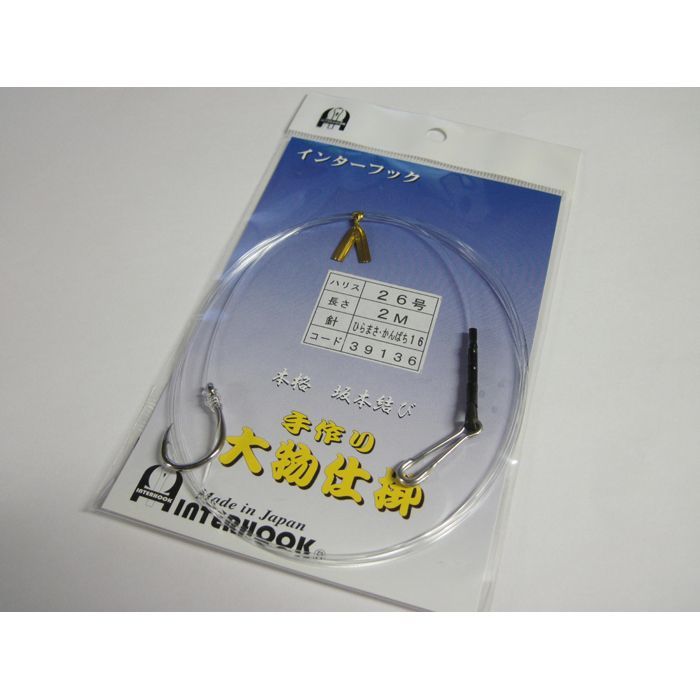 INTERHOOK
インターフック
ハリス 26号
長さ 2M
針 ひらまさ・かんぱち16
コード 39136
本格 坂本結び
手作り
大物仕掛
Made in Japan
INTERHOOK
INTERHOOK®